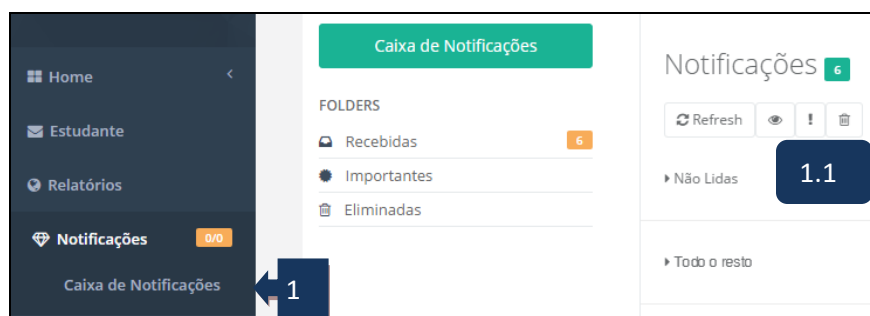 Home
Estudante
Relatórios
Notificações 0/0
Caixa de Notificações
1
Caixa de Notificações
FOLDERS
Recebidas 6
Importantes
Eliminadas
Notificações 6
Refresh
Não Lidas
1.1
Todo o resto